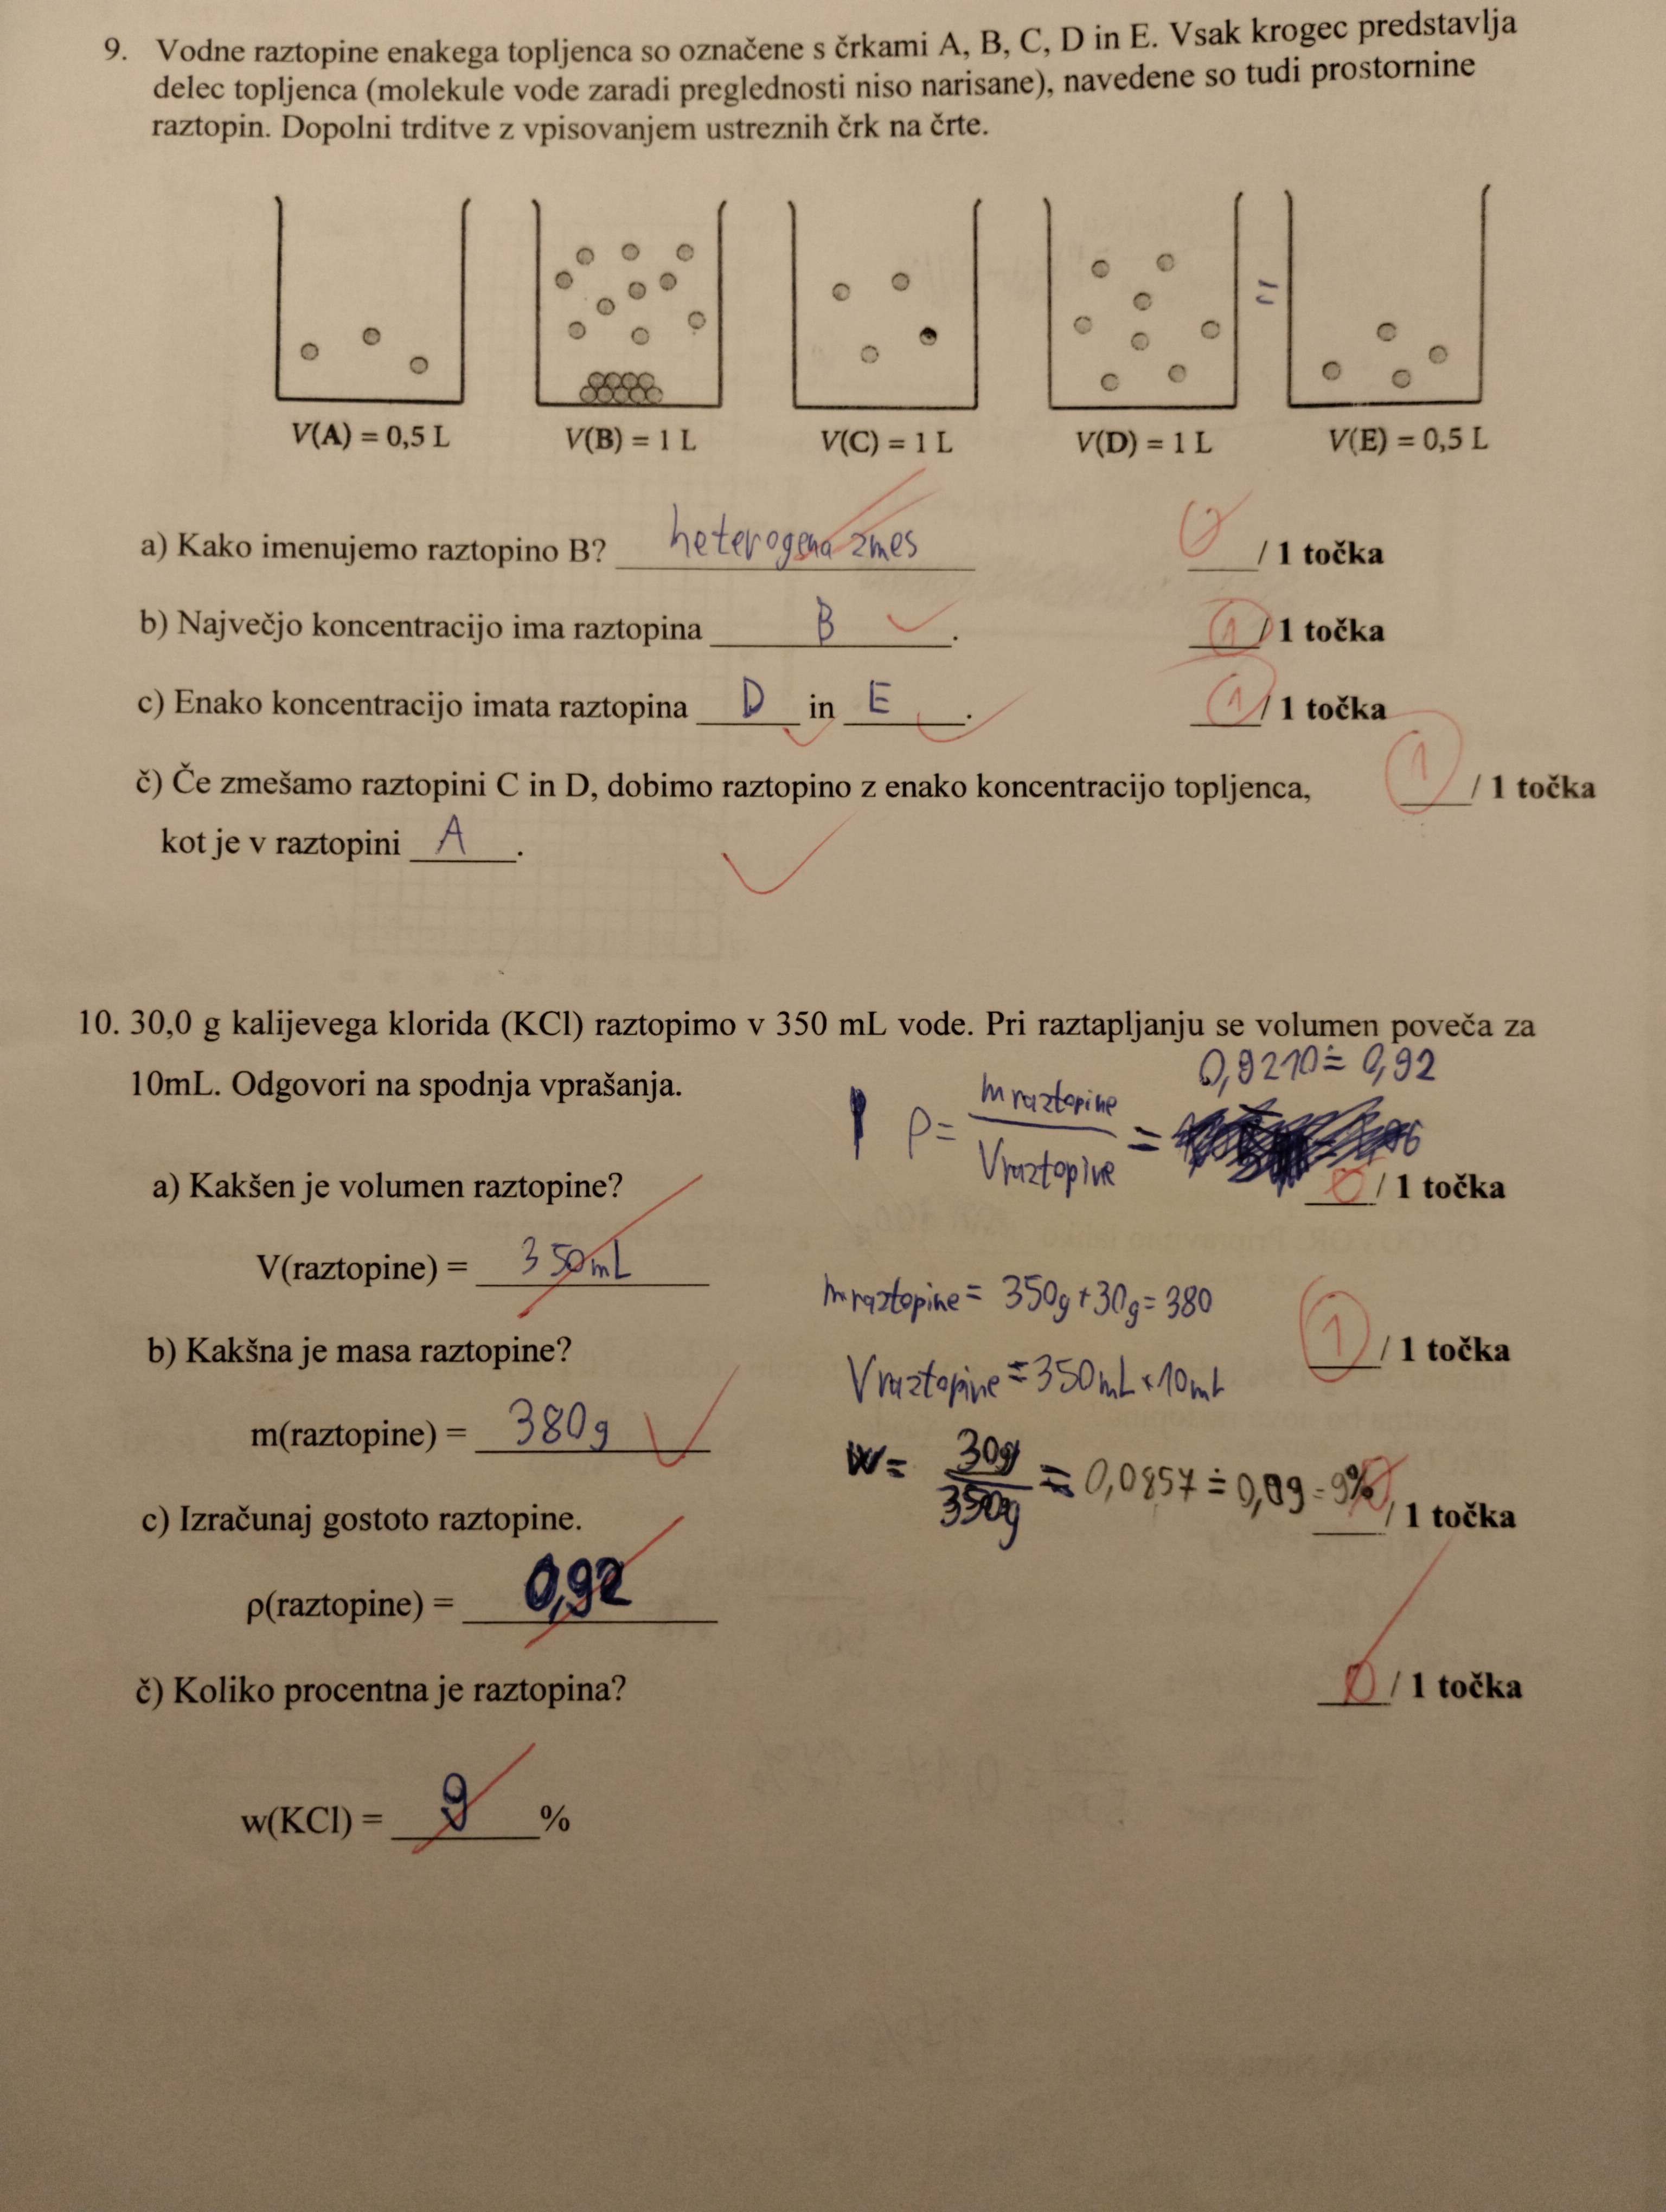 9. Vodne raztopine enakega topljenca so označene s črkami A, B, C, D in E. Vsak krogec predstavlja
delec topljenca (molekule vode zaradi preglednosti niso narisane), navedene so tudi prostornine
raztopin. Dopolni trditve z vpisovanjem ustreznih črk na črte.
=
V(A) = 0,5 L V(B) = 1 L V(C) = 1 L V(D) = 1 L V(E) = 0,5 L
a) Kako imenujemo raztopino B? heterogena zmes 0 / 1 točka
b) Največjo koncentracijo ima raztopina B. 1 / 1 točka
c) Enako koncentracijo imata raztopina D in E. 1 / 1 točka
č) Če zmešamo raztopini C in D, dobimo raztopino z enako koncentracijo topljenca, 1 / 1 točka
kot je v raztopini A.
10. 30,0 g kalijevega klorida (KCl) raztopimo v 350 mL vode. Pri raztapljanju se volumen poveča za
10mL. Odgovori na spodnja vprašanja.
0,9210 ≐ 0,92
ρ = m raztopine / V raztopine =
a) Kakšen je volumen raztopine? 0 / 1 točka
V(raztopine) = 350mL
m raztopine = 350g + 30g = 380
b) Kakšna je masa raztopine? 1 / 1 točka
V raztopine = 350mL + 10mL
m(raztopine) = 380g
w = 30g / 350g = 0,0857 ≐ 0,09 = 9%
c) Izračunaj gostoto raztopine. 0 / 1 točka
ρ(raztopine) = 0,92
č) Koliko procentna je raztopina? 0 / 1 točka
w(KCl) = 9 %